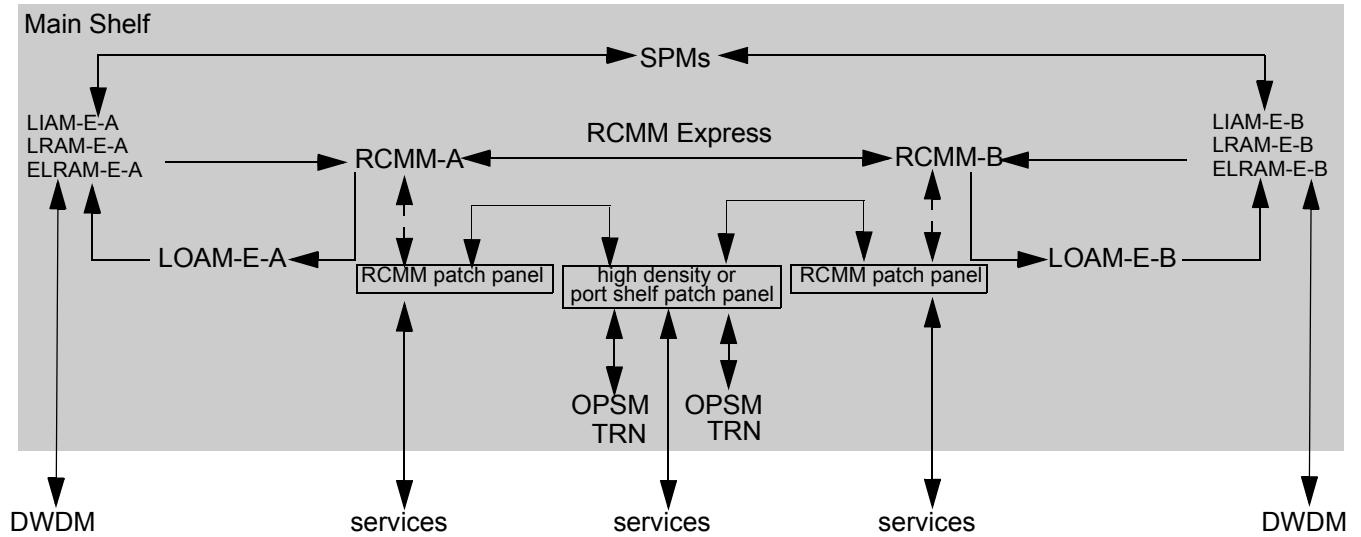 Main Shelf
SPMs
LIAM-E-A
LRAM-E-A
ELRAM-E-A
RCMM Express
LIAM-E-B
LRAM-E-B
ELRAM-E-B
RCMM-A
RCMM-B
LOAM-E-A
LOAM-E-B
RCMM patch panel
high density or
port shelf patch panel
RCMM patch panel
OPSM
TRN
OPSM
TRN
DWDM
services
services
services
DWDM